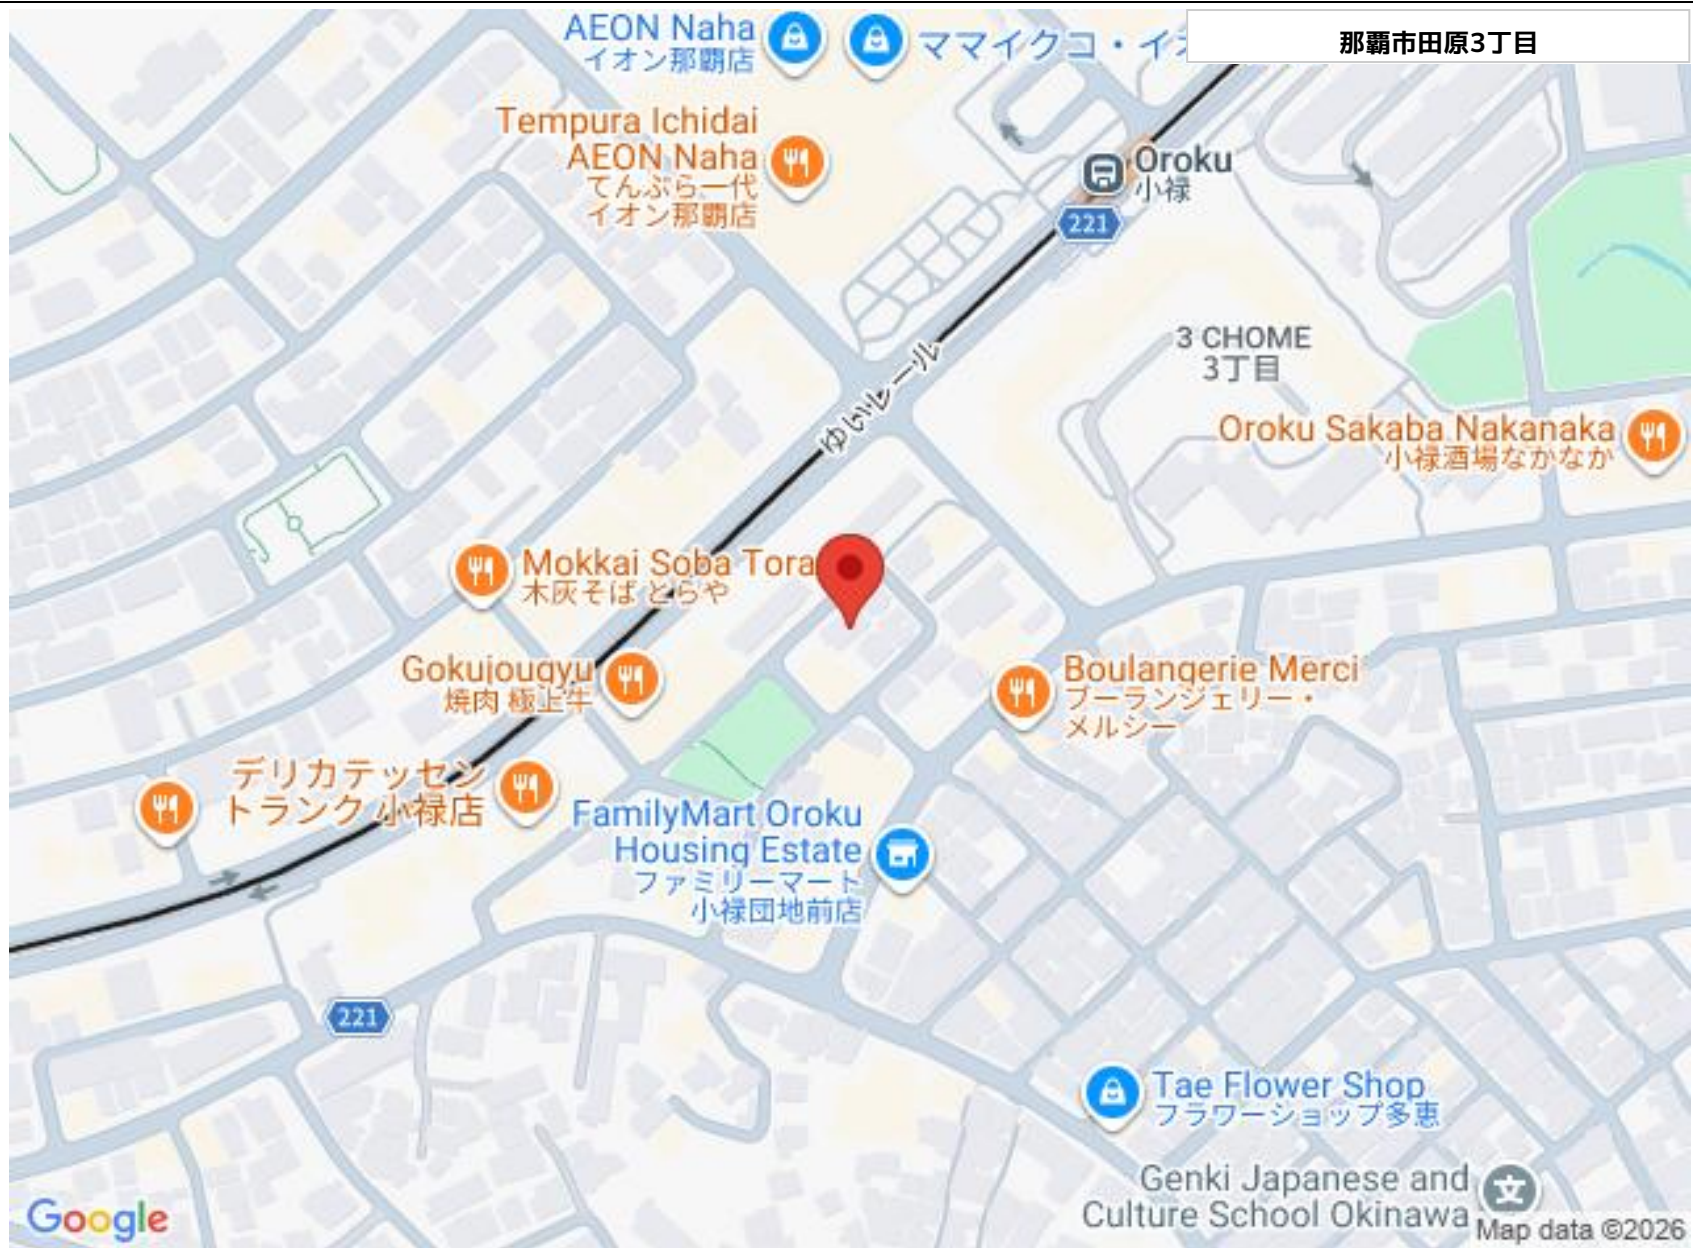 AEON Naha
イオン那覇店
ママイクコ・イオ
那覇市田原3丁目
Tempura Ichidai
AEON Naha
てんぷら一代
イオン那覇店
Oroku
小禄
221
ゆいレール
3 CHOME
3丁目
Oroku Sakaba Nakanaka
小禄酒場なかなか
Mokkai Soba Tora
木灰そば とらや
Gokujougyu
焼肉 極上牛
Boulangerie Merci
ブーランジェリー・
メルシー
デリカテッセン
トランク 小禄店
FamilyMart Oroku
Housing Estate
ファミリーマート
小禄団地前店
221
Tae Flower Shop
フラワーショップ多恵
Genki Japanese and
Culture School Okinawa
文
Google
Map data ©2026